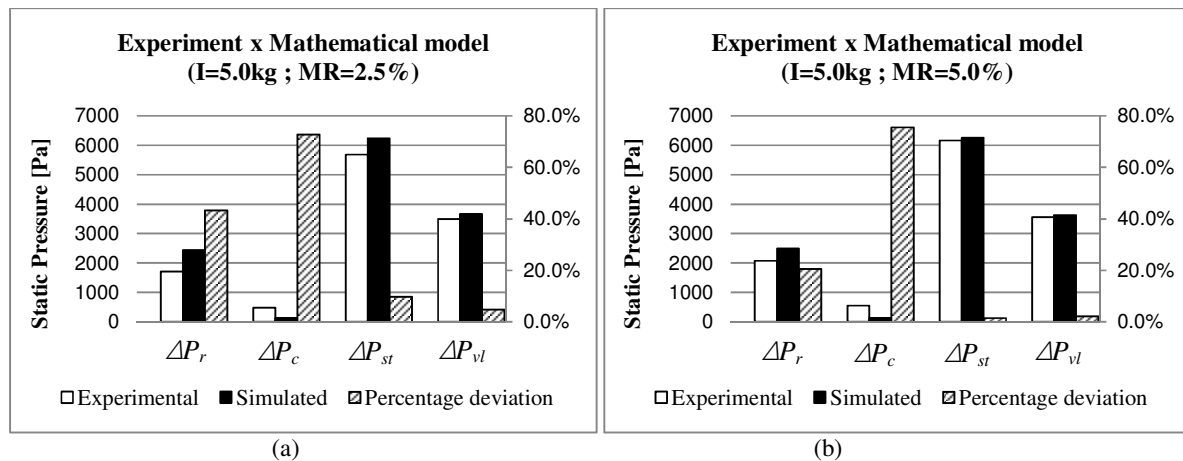 Experiment x Mathematical model
(I=5.0kg ; MR=2.5%)
Static Pressure [Pa]
7000
6000
5000
4000
3000
2000
1000
0
80.0%
60.0%
40.0%
20.0%
0.0%
ΔPr ΔPc ΔPst ΔPvl
Experimental Simulated Percentage deviation
(a)
Experiment x Mathematical model
(I=5.0kg ; MR=5.0%)
Static Pressure [Pa]
7000
6000
5000
4000
3000
2000
1000
0
80.0%
60.0%
40.0%
20.0%
0.0%
ΔPr ΔPc ΔPst ΔPvl
Experimental Simulated Percentage deviation
(b)